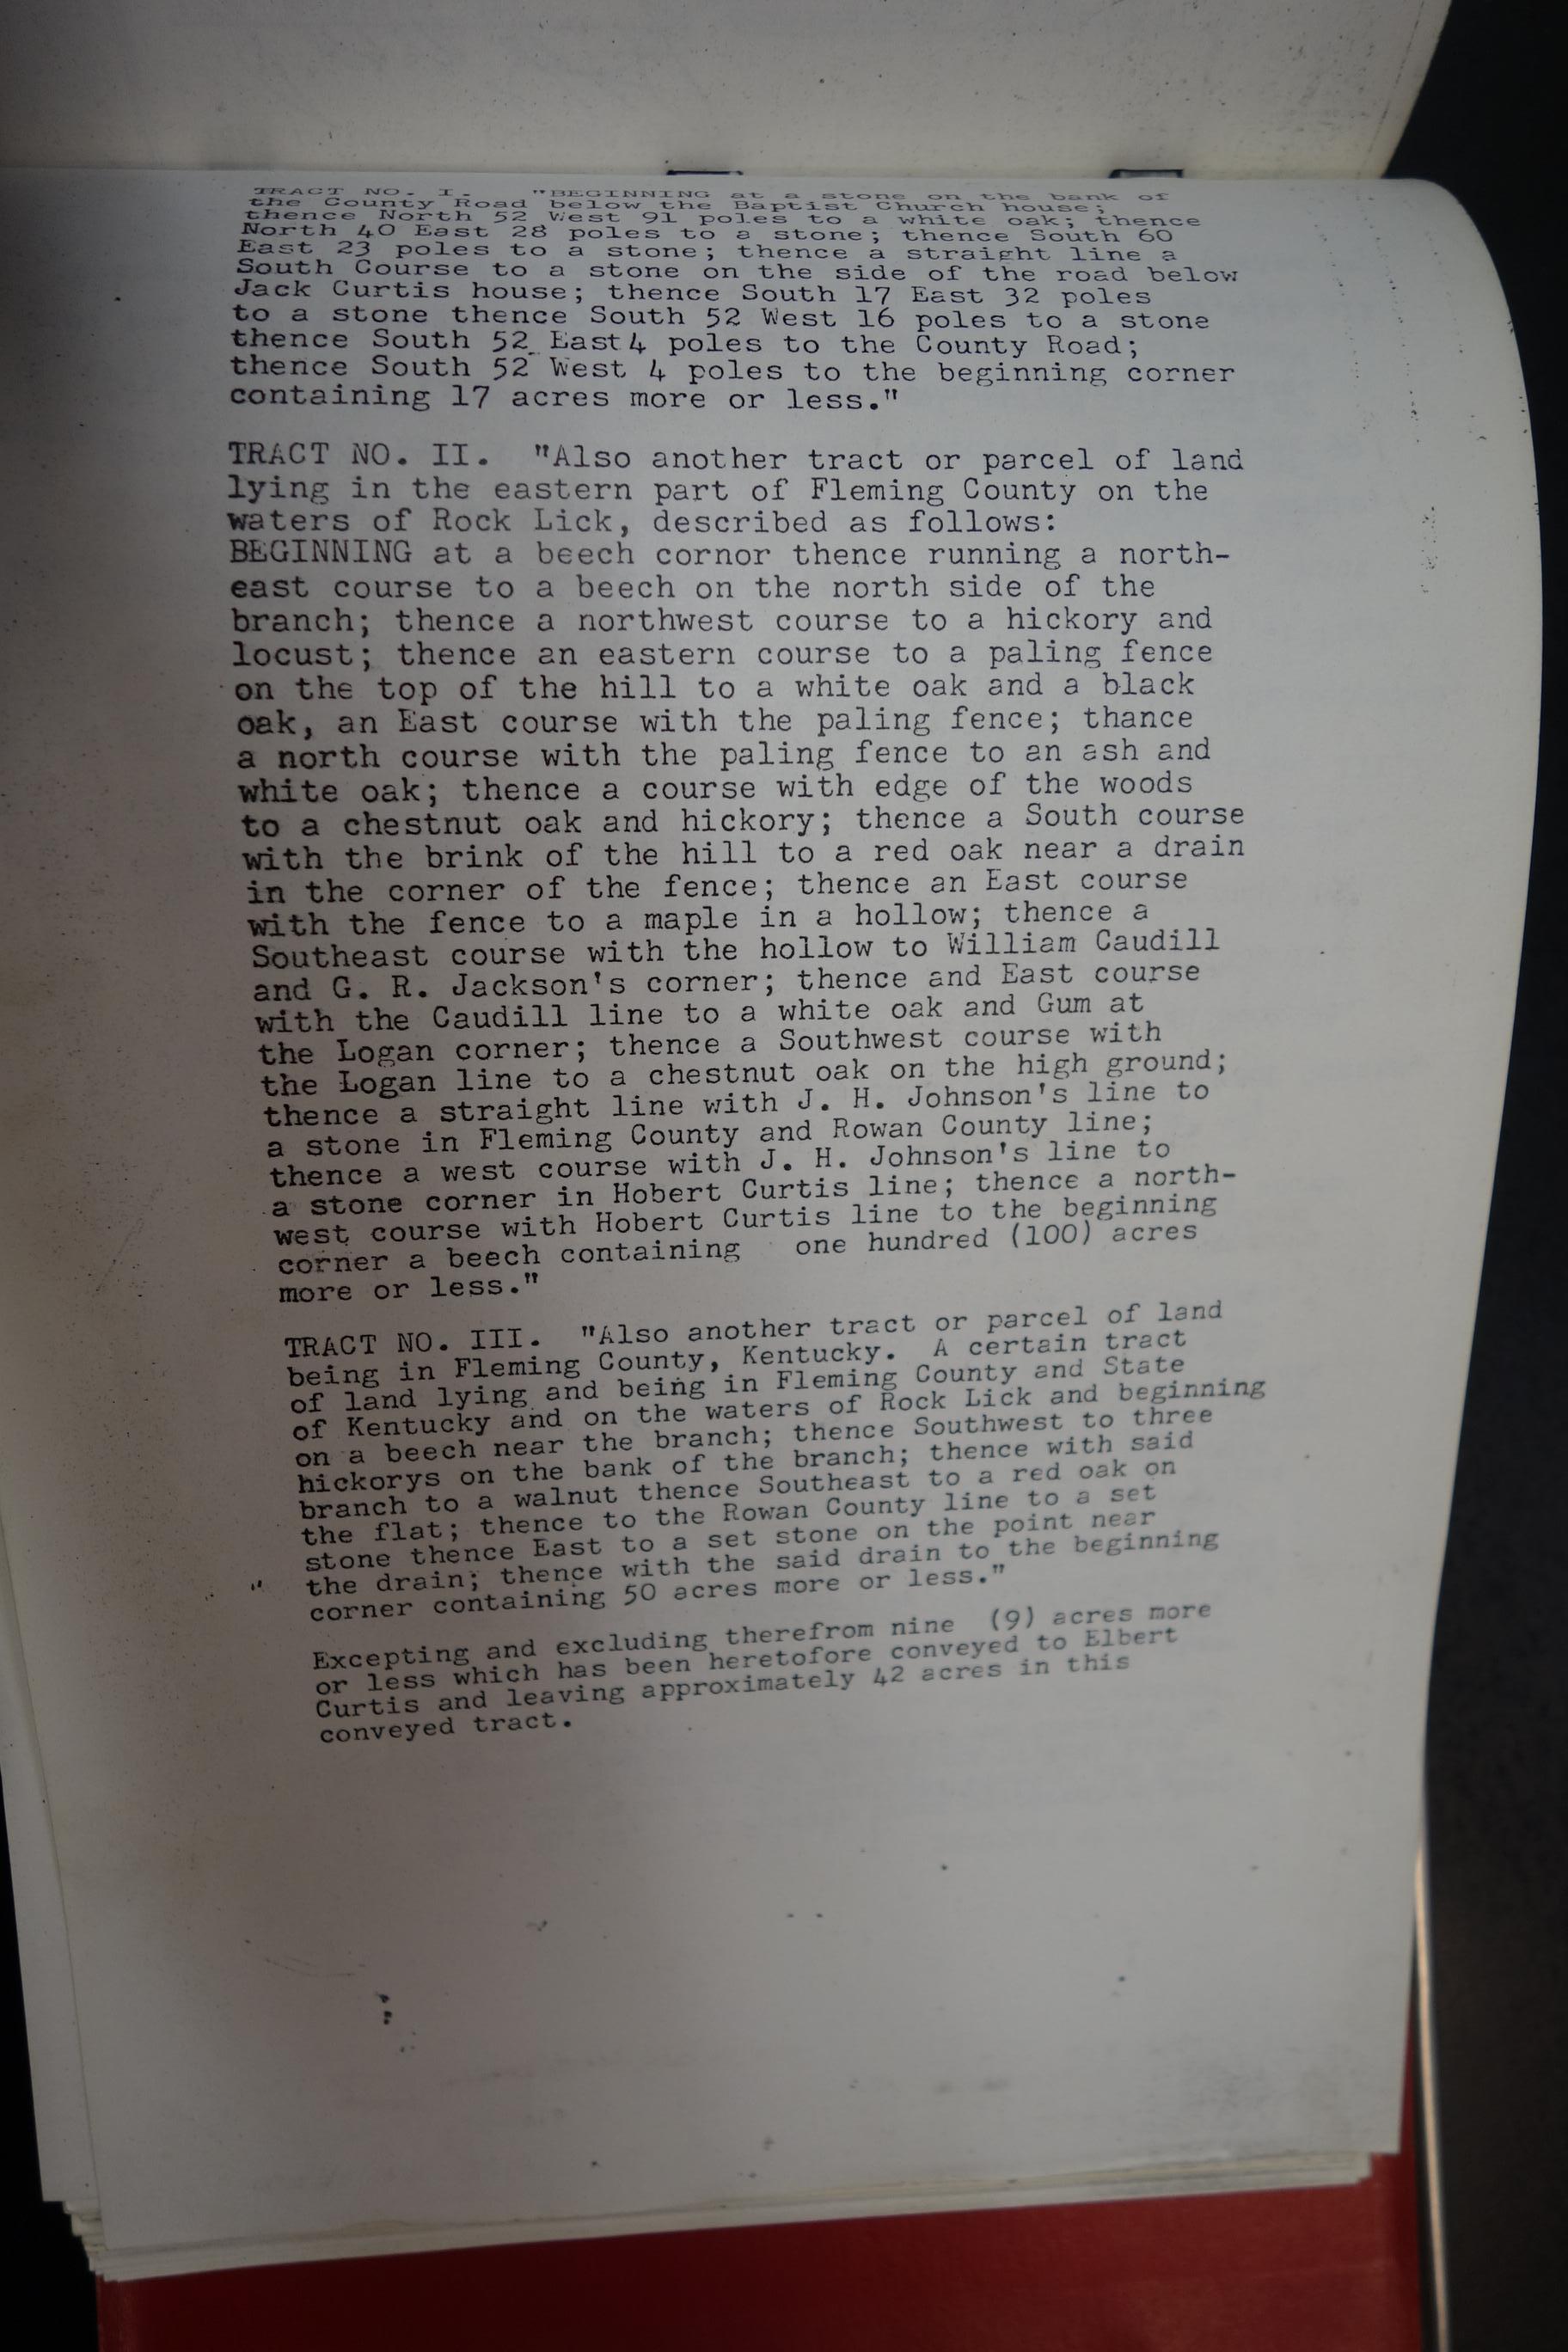 TRACT NO. I. "BEGINNING at a stone on the bank of
the County Road below the Baptist Church house;
thence North 52 West 91 poles to a white oak; thence
North 40 East 28 poles to a stone; thence South 60
East 23 poles to a stone; thence a straight line a
South Course to a stone on the side of the road below
Jack Curtis house; thence South 17 East 32 poles
to a stone thence South 52 West 16 poles to a stone
thence South 52 East 4 poles to the County Road;
thence South 52 West 4 poles to the beginning corner
containing 17 acres more or less."
TRACT NO. II. "Also another tract or parcel of land
lying in the eastern part of Fleming County on the
waters of Rock Lick, described as follows:
BEGINNING at a beech cornor thence running a north-
east course to a beech on the north side of the
branch; thence a northwest course to a hickory and
locust; thence an eastern course to a paling fence
on the top of the hill to a white oak and a black
oak, an East course with the paling fence; thance
a north course with the paling fence to an ash and
white oak; thence a course with edge of the woods
to a chestnut oak and hickory; thence a South course
with the brink of the hill to a red oak near a drain
in the corner of the fence; thence an East course
with the fence to a maple in a hollow; thence a
Southeast course with the hollow to William Caudill
and G. R. Jackson's corner; thence and East course
with the Caudill line to a white oak and Gum at
the Logan corner; thence a Southwest course with
the Logan line to a chestnut oak on the high ground;
thence a straight line with J. H. Johnson's line to
a stone in Fleming County and Rowan County line;
thence a west course with J. H. Johnson's line to
a stone corner in Hobert Curtis line; thence a north-
west course with Hobert Curtis line to the beginning
corner a beech containing one hundred (100) acres
more or less."
TRACT NO. III. "Also another tract or parcel of land
being in Fleming County, Kentucky. A certain tract
of land lying and being in Fleming County and State
of Kentucky and on the waters of Rock Lick and beginning
on a beech near the branch; thence Southwest to three
hickorys on the bank of the branch; thence with said
branch to a walnut thence Southeast to a red oak on
the flat; thence to the Rowan County line to a set
stone thence East to a set stone on the point near
the drain; thence with the said drain to the beginning
corner containing 50 acres more or less."
Excepting and excluding therefrom nine (9) acres more
or less which has been heretofore conveyed to Elbert
Curtis and leaving approximately 42 acres in this
conveyed tract.